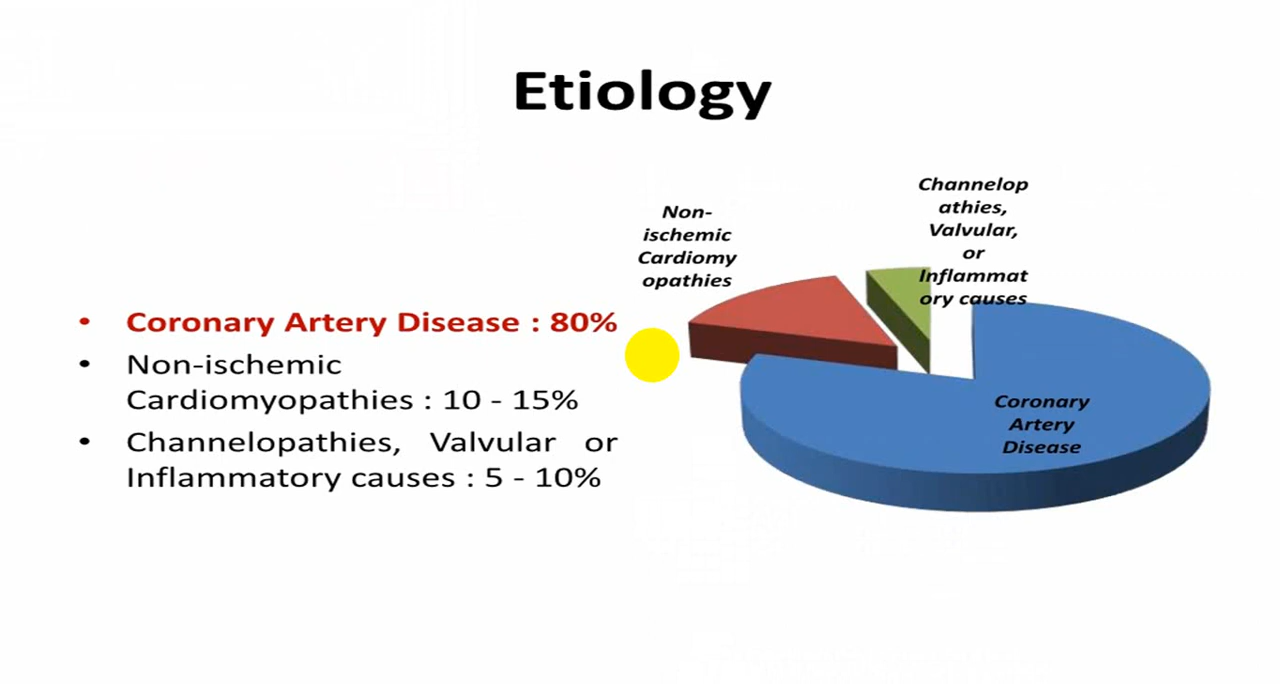 Etiology
• Coronary Artery Disease : 80%
• Non-ischemic
Cardiomyopathies : 10 - 15%
• Channelopathies, Valvular or
Inflammatory causes : 5 - 10%
Non-
ischemic
Cardiomy
opathies
Channelop
athies,
Valvular,
or
Inflammat
ory causes
Coronary
Artery
Disease